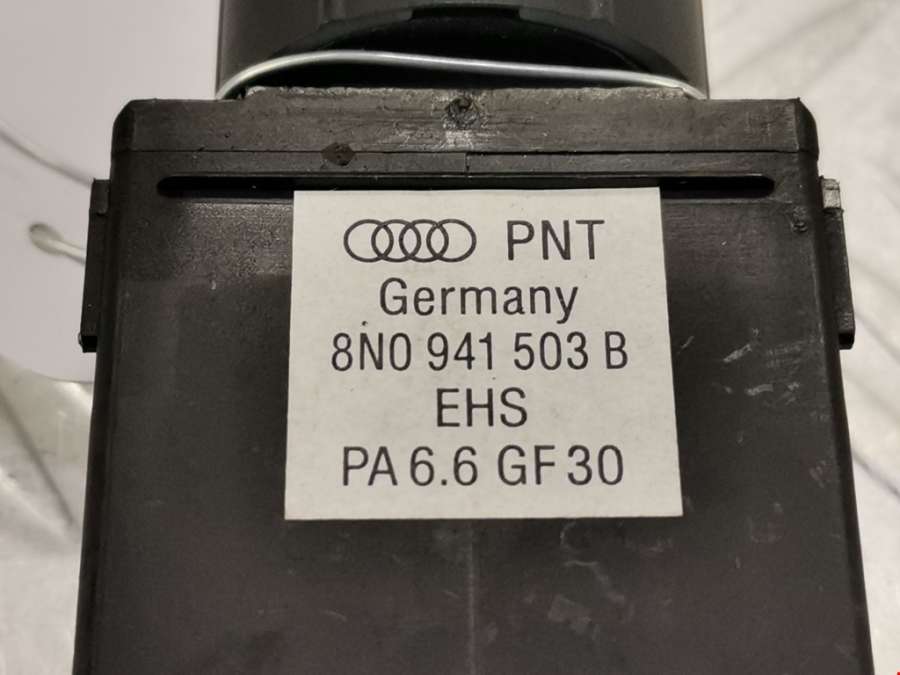 PNT
Germany
8N0 941 503 B
EHS
PA 6.6 GF 30